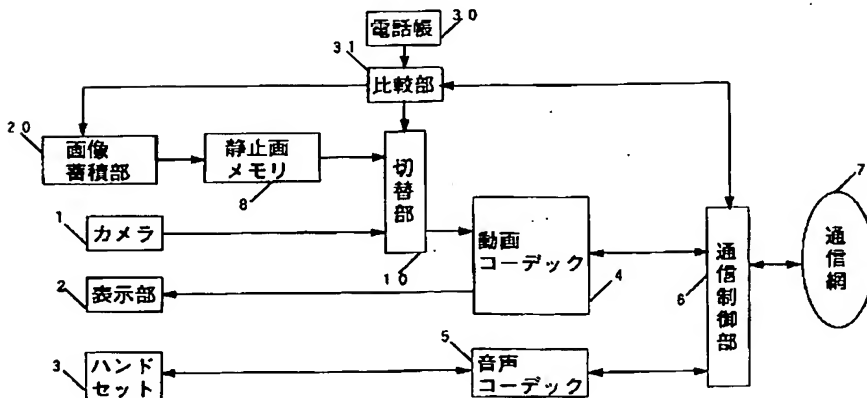 電話帳
30
31
比較部
20
画像
蓄積部
静止画
メモリ
8
切替部
7
1
カメラ
動画
コーデック
通信制御部
通信網
10
2
表示部
4
6
5
3
ハンド
セット
音声
コーデック